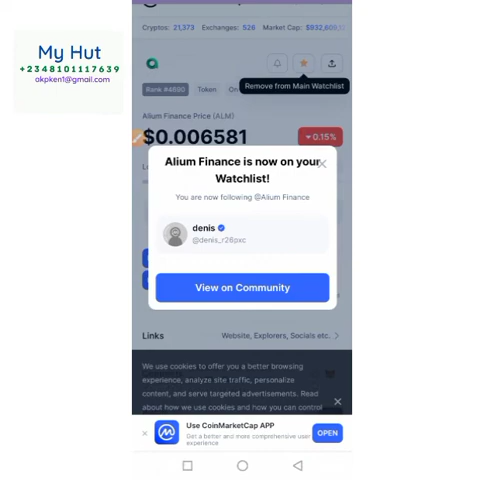 My Hut
+2348101117639
okpken1@gmail.com
Cryptos: 21,373 Exchanges: 526 Market Cap:
Remove from Main Watchlist
Rank #4690 Token
Alium Finance Price (ALM)
$0.006581
0.15%
Alium Finance is now on your
Watchlist!
You are now following @Alium Finance
denis
@denis_r26pxc
View on Community
Links Website, Explorers, Socials etc.
We use cookies to offer you a better browsing
experience, analyze site traffic, personalize
content, and serve targeted advertisements. Read
about how we use cookies and how you can control
Use CoinMarketCap APP
Get a better and more comprehensive user
experience
OPEN